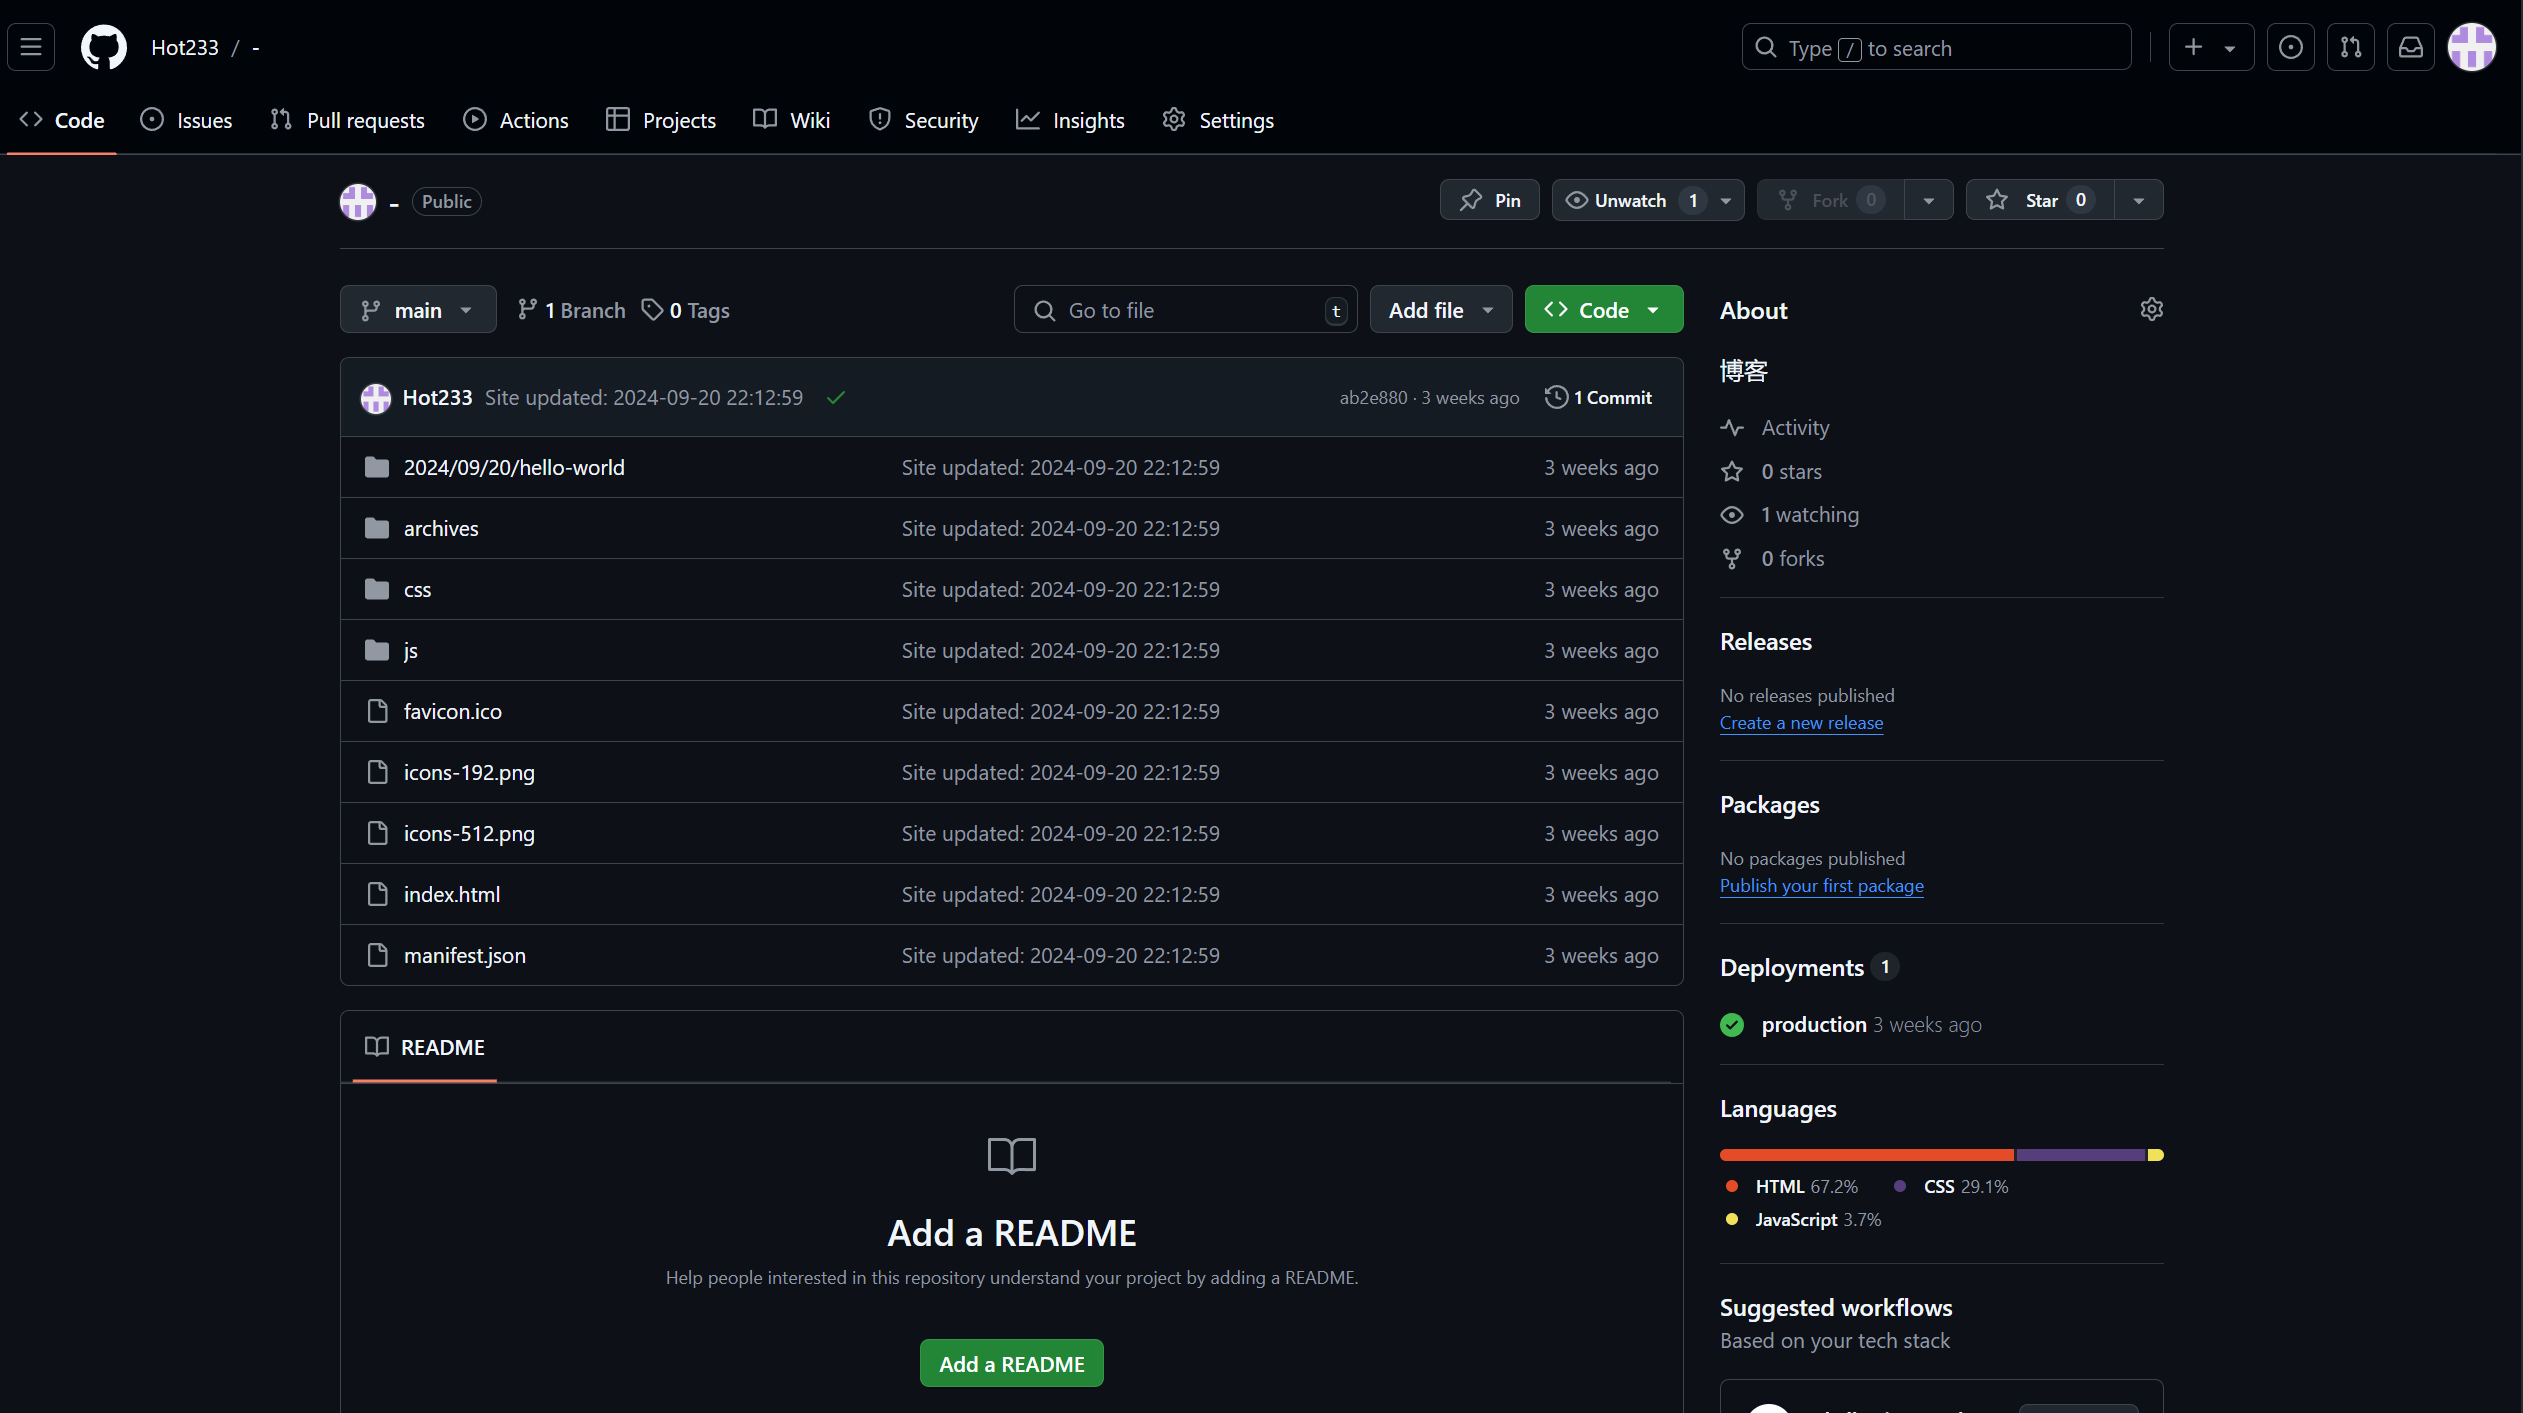 Hot233 / -
Type / to search
Code Issues Pull requests Actions Projects Wiki Security Insights Settings
- Public
Pin Unwatch 1 Fork 0 Star 0
main 1 Branch 0 Tags Go to file t Add file Code
Hot233 Site updated: 2024-09-20 22:12:59 ab2e880 · 3 weeks ago 1 Commit
2024/09/20/hello-world Site updated: 2024-09-20 22:12:59 3 weeks ago
archives Site updated: 2024-09-20 22:12:59 3 weeks ago
css Site updated: 2024-09-20 22:12:59 3 weeks ago
js Site updated: 2024-09-20 22:12:59 3 weeks ago
favicon.ico Site updated: 2024-09-20 22:12:59 3 weeks ago
icons-192.png Site updated: 2024-09-20 22:12:59 3 weeks ago
icons-512.png Site updated: 2024-09-20 22:12:59 3 weeks ago
index.html Site updated: 2024-09-20 22:12:59 3 weeks ago
manifest.json Site updated: 2024-09-20 22:12:59 3 weeks ago
README
Add a README
Help people interested in this repository understand your project by adding a README.
Add a README
About
博客
Activity
0 stars
1 watching
0 forks
Releases
No releases published
Create a new release
Packages
No packages published
Publish your first package
Deployments 1
production 3 weeks ago
Languages
HTML 67.2% CSS 29.1%
JavaScript 3.7%
Suggested workflows
Based on your tech stack